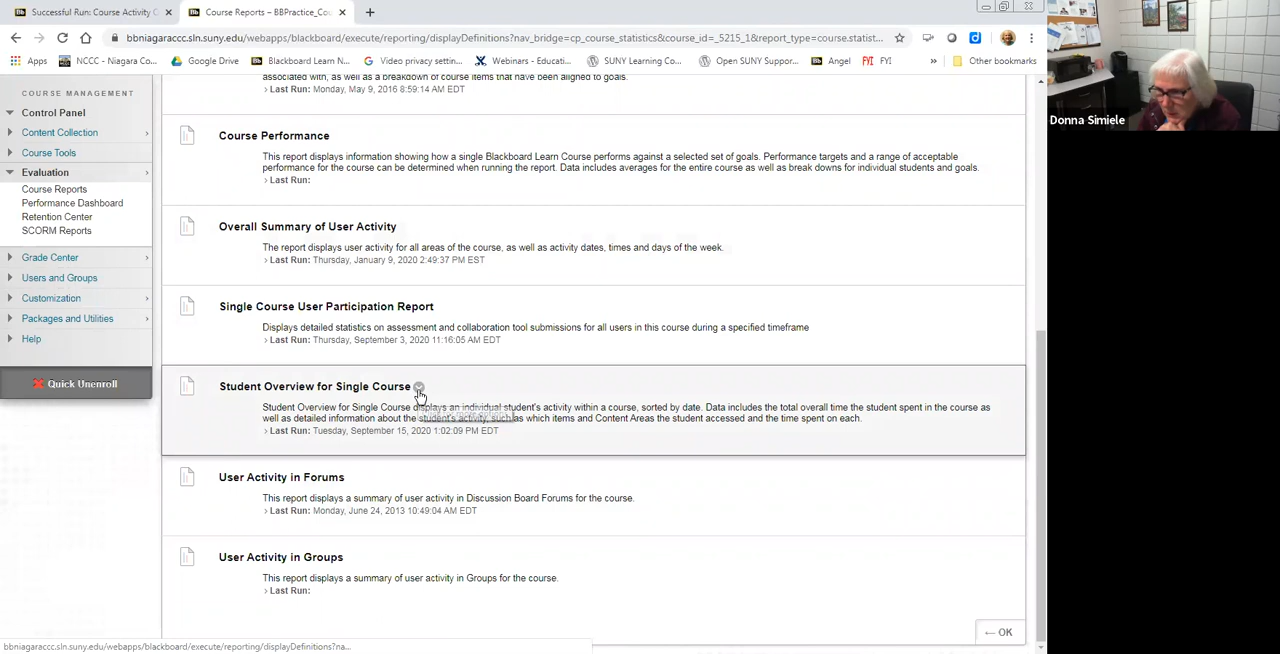 Successful Run: Course Activity C
Course Reports – BBPractice_Cou
bbniagaraccc.sln.suny.edu/webapps/blackboard/execute/reporting/displayDefinitions?nav_bridge=cp_course_statistics&course_id=_5215_1&report_type=course.statist...
Apps
NCCC - Niagara Co...
Google Drive
Blackboard Learn N...
Video privacy settin...
Webinars - Educati...
SUNY Learning Co...
Open SUNY Suppor...
Angel
FYI
FYI
»
Other bookmarks
COURSE MANAGEMENT
Control Panel
Content Collection
Course Tools
Evaluation
Course Reports
Performance Dashboard
Retention Center
SCORM Reports
Grade Center
Users and Groups
Customization
Packages and Utilities
Help
Quick Unenroll
associated with, as well as a breakdown of course items that have been aligned to goals.
Last Run: Monday, May 9, 2016 8:59:14 AM EDT
Course Performance
This report displays information showing how a single Blackboard Learn Course performs against a selected set of goals. Performance targets and a range of acceptable
performance for the course can be determined when running the report. Data includes averages for the entire course as well as break downs for individual students and goals.
Last Run:
Overall Summary of User Activity
The report displays user activity for all areas of the course, as well as activity dates, times and days of the week.
Last Run: Thursday, January 9, 2020 2:49:37 PM EST
Single Course User Participation Report
Displays detailed statistics on assessment and collaboration tool submissions for all users in this course during a specified timeframe
Last Run: Thursday, September 3, 2020 11:16:05 AM EDT
Student Overview for Single Course
Student Overview for Single Course displays an individual student's activity within a course, sorted by date. Data includes the total overall time the student spent in the course as
well as detailed information about the student's activity, such as which items and Content Areas the student accessed and the time spent on each.
Last Run: Tuesday, September 15, 2020 1:02:09 PM EDT
User Activity in Forums
This report displays a summary of user activity in Discussion Board Forums for the course.
Last Run: Monday, June 24, 2013 10:49:04 AM EDT
User Activity in Groups
This report displays a summary of user activity in Groups for the course.
Last Run:
← OK
bbniagaraccc.sln.suny.edu/webapps/blackboard/execute/reporting/displayDefinitions?na...
Donna Simiele